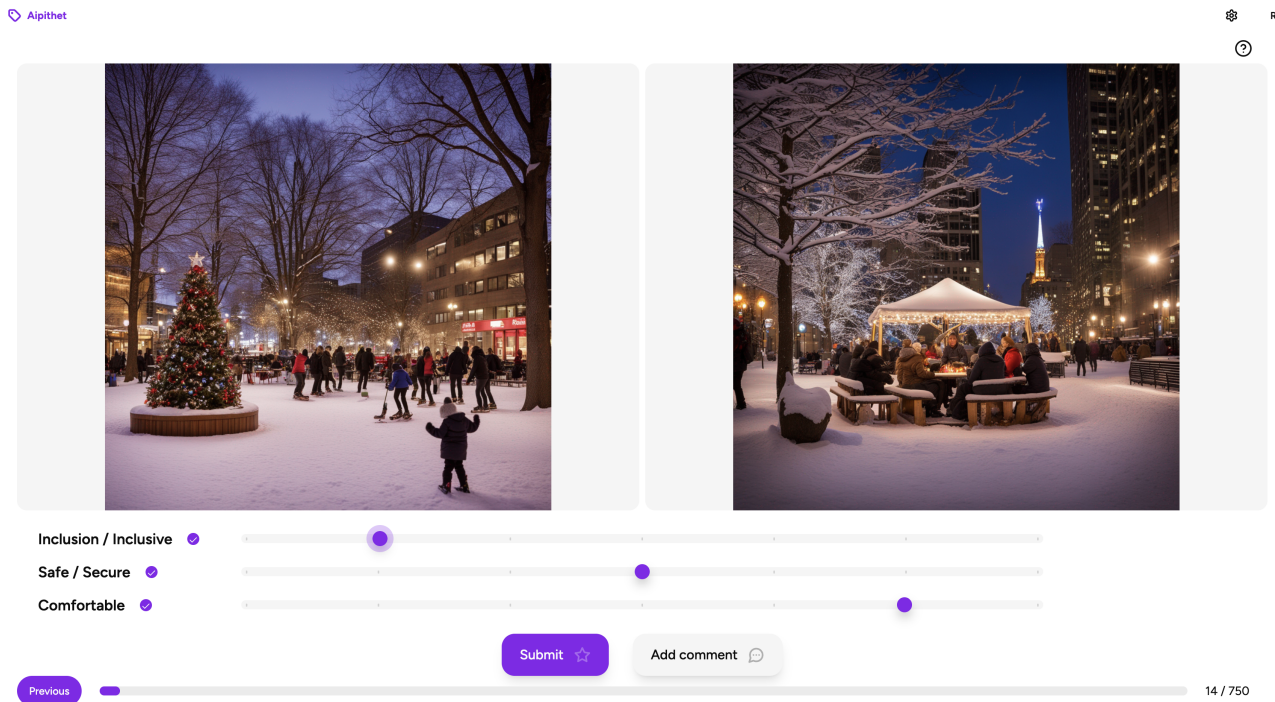 Aipithet
R
?
Inclusion / Inclusive
Safe / Secure
Comfortable
Submit
Add comment
Previous
14 / 750